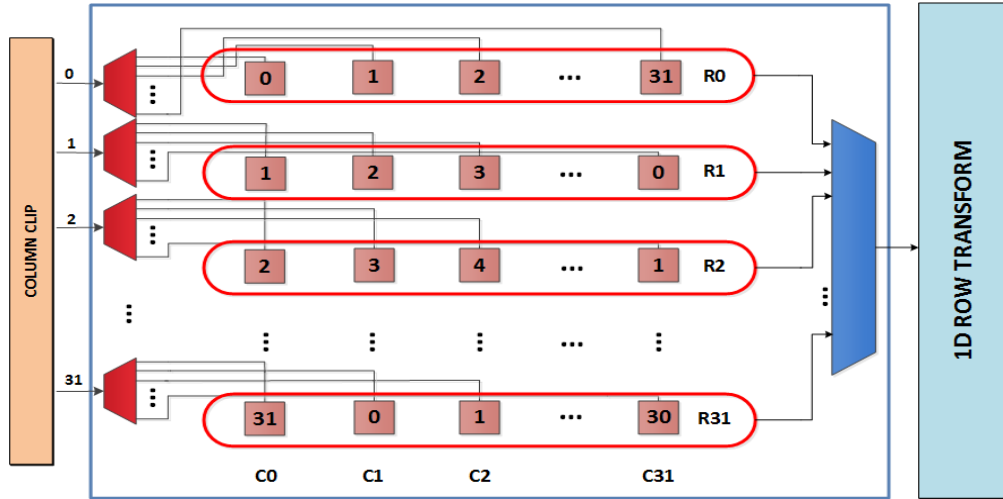 COLUMN CLIP
0
0 1 2 ... 31 R0
1
1 2 3 ... 0 R1
2
2 3 4 ... 1 R2
31
31 0 1 ... 30 R31
C0 C1 C2 C31
1D ROW TRANSFORM